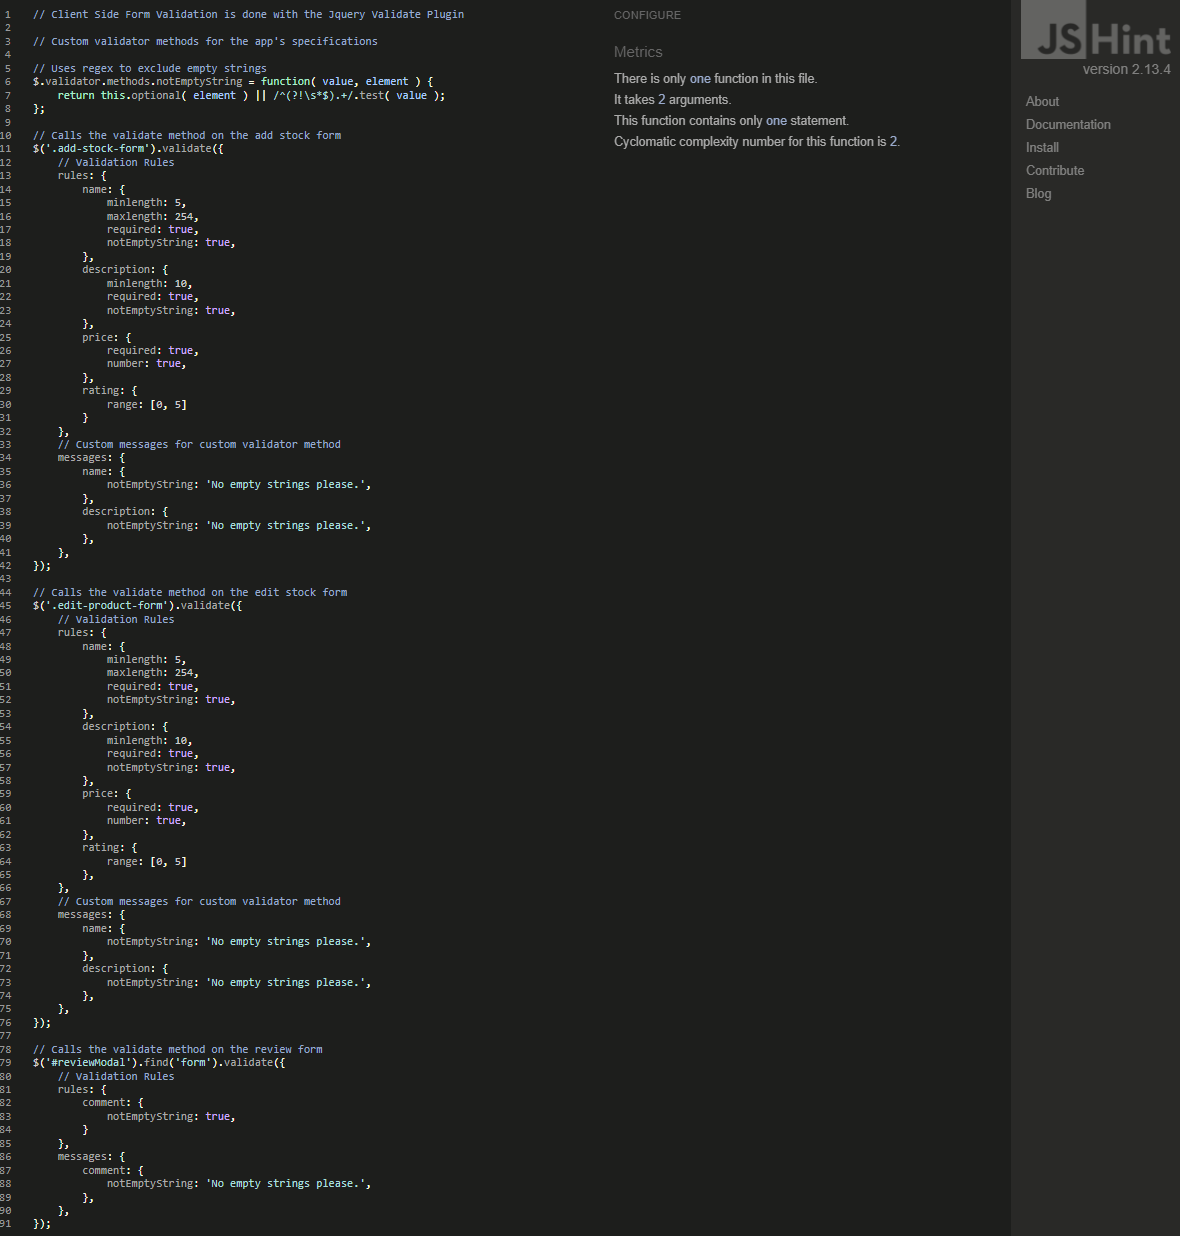 1 // Client Side Form Validation is done with the Jquery Validate Plugin
2
3 // Custom validator methods for the app's specifications
4
5 // Uses regex to exclude empty strings
6 $.validator.methods.notEmptyString = function( value, element ) {
7     return this.optional( element ) || /^(?!\s*$).+/.test( value );
8 };
9
10 // Calls the validate method on the add stock form
11 $('.add-stock-form').validate({
12     // Validation Rules
13     rules: {
14         name: {
15             minlength: 5,
16             maxlength: 254,
17             required: true,
18             notEmptyString: true,
19         },
20         description: {
21             minlength: 10,
22             required: true,
23             notEmptyString: true,
24         },
25         price: {
26             required: true,
27             number: true,
28         },
29         rating: {
30             range: [0, 5]
31         }
32     },
33     // Custom messages for custom validator method
34     messages: {
35         name: {
36             notEmptyString: 'No empty strings please.',
37         },
38         description: {
39             notEmptyString: 'No empty strings please.',
40         },
41     },
42 });
43
44 // Calls the validate method on the edit stock form
45 $('.edit-product-form').validate({
46     // Validation Rules
47     rules: {
48         name: {
49             minlength: 5,
50             maxlength: 254,
51             required: true,
52             notEmptyString: true,
53         },
54         description: {
55             minlength: 10,
56             required: true,
57             notEmptyString: true,
58         },
59         price: {
60             required: true,
61             number: true,
62         },
63         rating: {
64             range: [0, 5]
65         },
66     },
67     // Custom messages for custom validator method
68     messages: {
69         name: {
70             notEmptyString: 'No empty strings please.',
71         },
72         description: {
73             notEmptyString: 'No empty strings please.',
74         },
75     },
76 });
77
78 // Calls the validate method on the review form
79 $('#reviewModal').find('form').validate({
80     // Validation Rules
81     rules: {
82         comment: {
83             notEmptyString: true,
84         }
85     },
86     messages: {
87         comment: {
88             notEmptyString: 'No empty strings please.',
89         },
90     },
91 });
CONFIGURE
Metrics
There is only one function in this file.
It takes 2 arguments.
This function contains only one statement.
Cyclomatic complexity number for this function is 2.
JSHint
version 2.13.4
About
Documentation
Install
Contribute
Blog